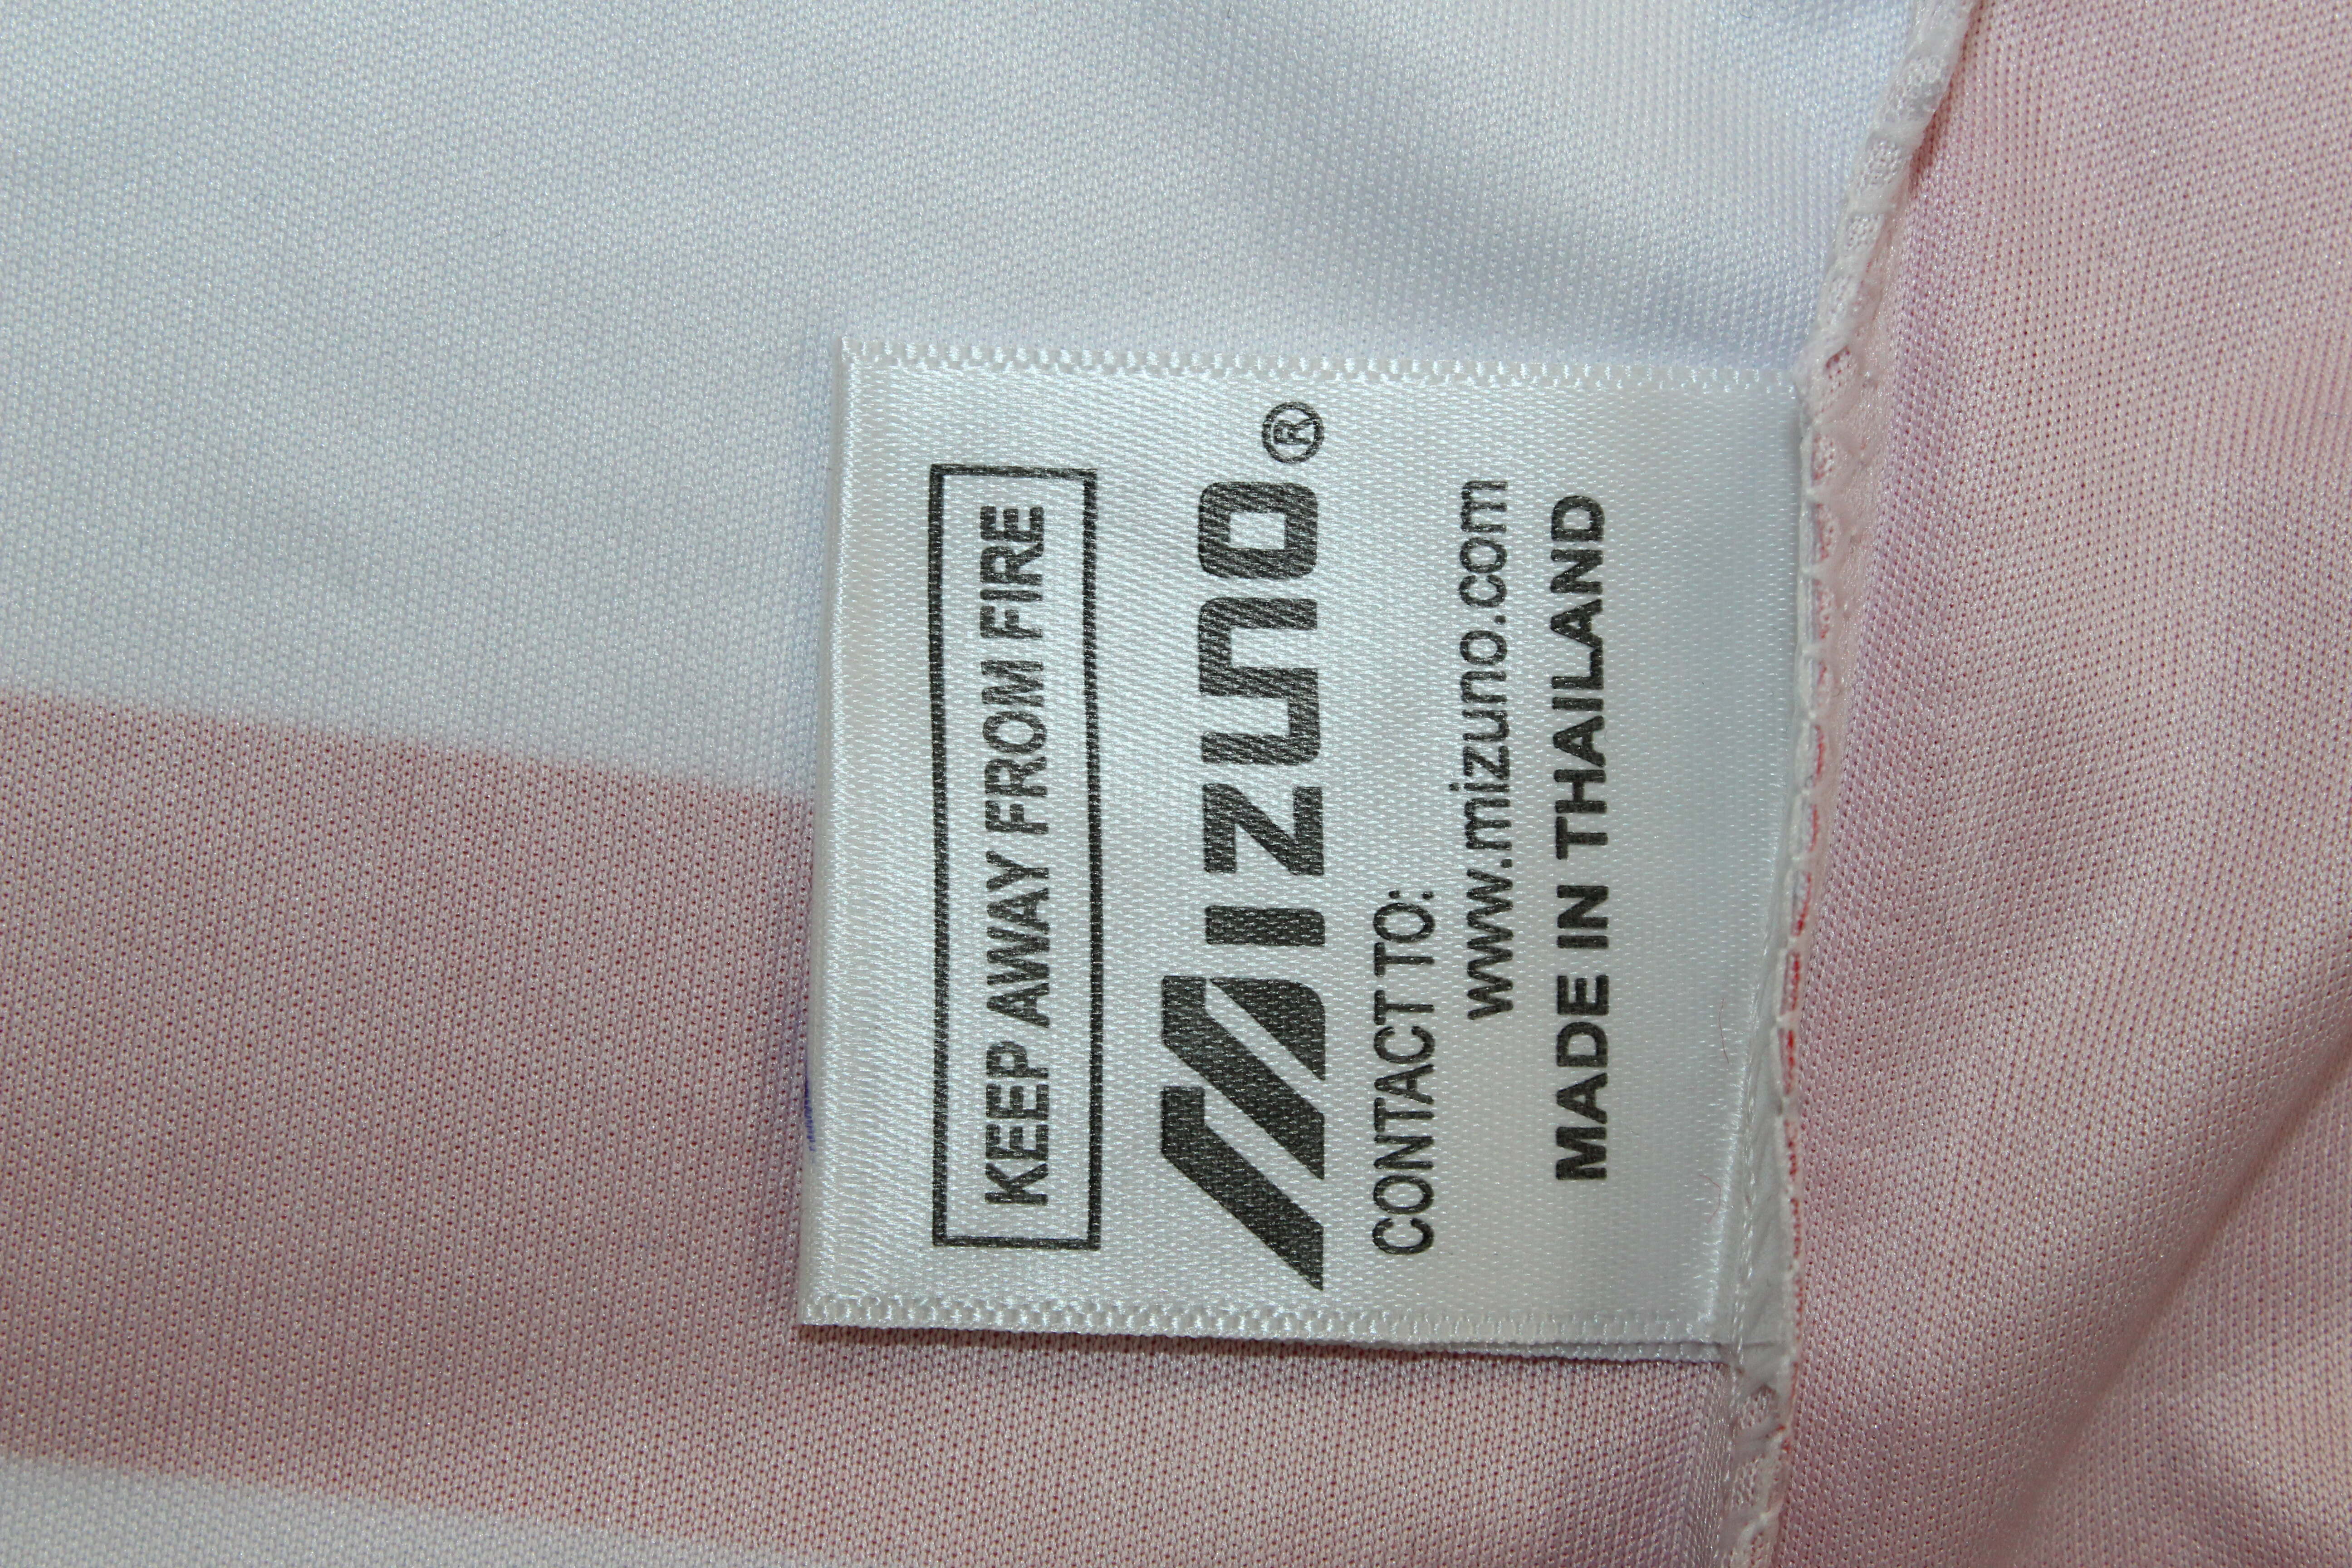 KEEP AWAY FROM FIRE
mizuno®
CONTACT TO:
www.mizuno.com
MADE IN THAILAND